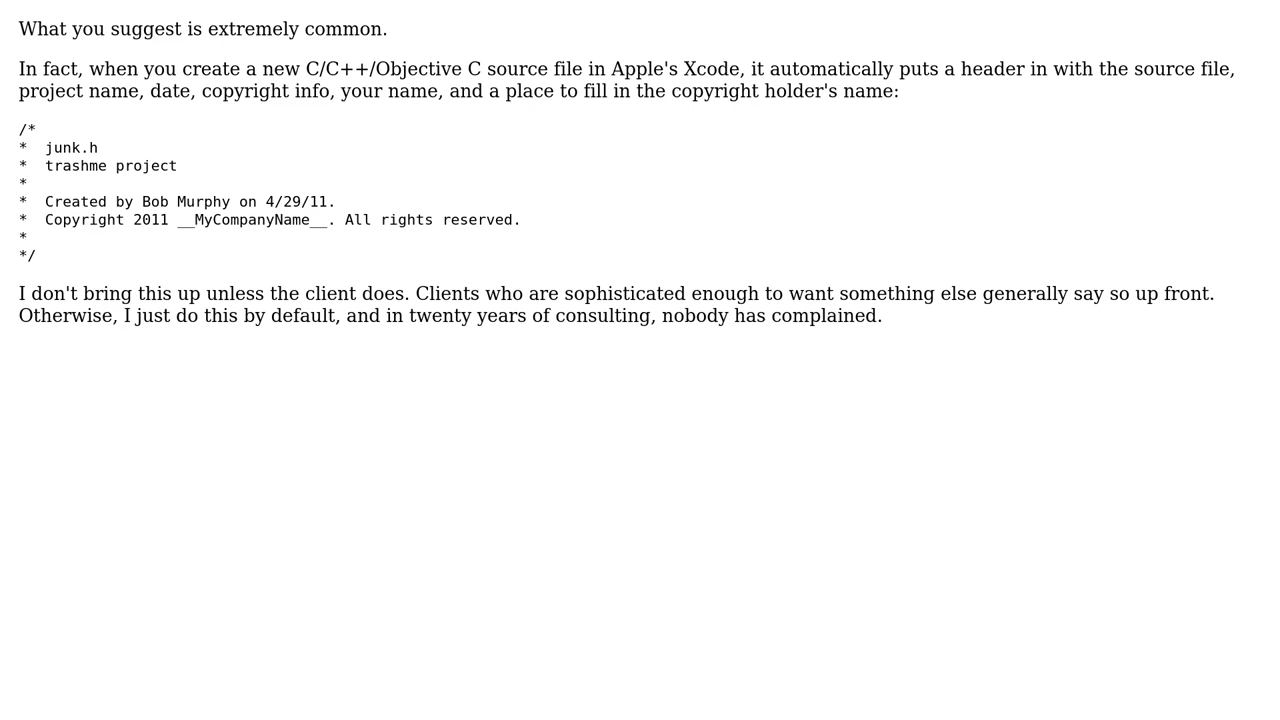 What you suggest is extremely common.
In fact, when you create a new C/C++/Objective C source file in Apple's Xcode, it automatically puts a header in with the source file,
project name, date, copyright info, your name, and a place to fill in the copyright holder's name:
/*
*  junk.h
*  trashme project
*
*  Created by Bob Murphy on 4/29/11.
*  Copyright 2011 __MyCompanyName__. All rights reserved.
*
*/
I don't bring this up unless the client does. Clients who are sophisticated enough to want something else generally say so up front.
Otherwise, I just do this by default, and in twenty years of consulting, nobody has complained.